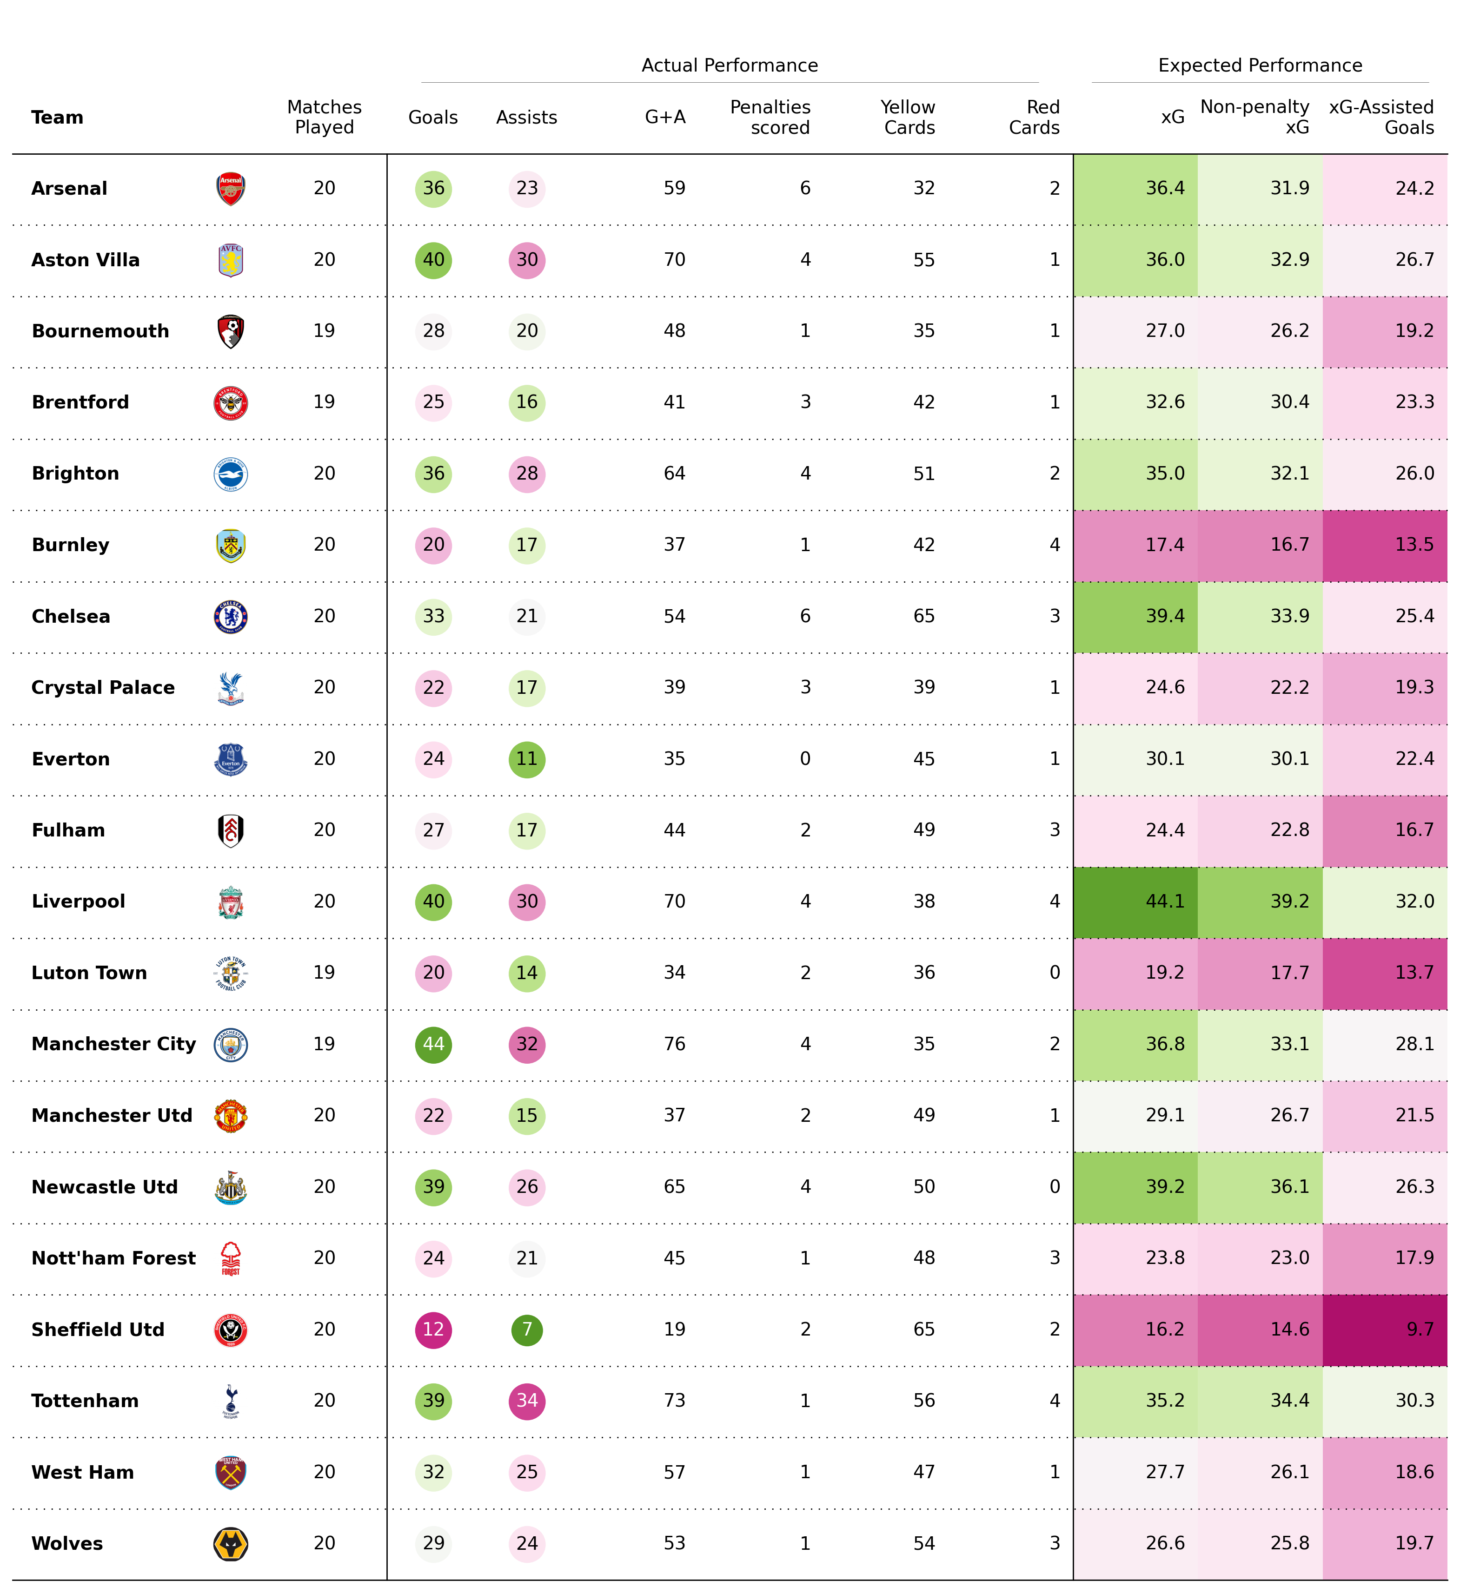 Actual Performance Expected Performance
Team Matches Played Goals Assists G+A Penalties scored Yellow Cards Red Cards xG Non-penalty xG xG-Assisted Goals
Arsenal 20 36 23 59 6 32 2 36.4 31.9 24.2
Aston Villa 20 40 30 70 4 55 1 36.0 32.9 26.7
Bournemouth 19 28 20 48 1 35 1 27.0 26.2 19.2
Brentford 19 25 16 41 3 42 1 32.6 30.4 23.3
Brighton 20 36 28 64 4 51 2 35.0 32.1 26.0
Burnley 20 20 17 37 1 42 4 17.4 16.7 13.5
Chelsea 20 33 21 54 6 65 3 39.4 33.9 25.4
Crystal Palace 20 22 17 39 3 39 1 24.6 22.2 19.3
Everton 20 24 11 35 0 45 1 30.1 30.1 22.4
Fulham 20 27 17 44 2 49 3 24.4 22.8 16.7
Liverpool 20 40 30 70 4 38 4 44.1 39.2 32.0
Luton Town 19 20 14 34 2 36 0 19.2 17.7 13.7
Manchester City 19 44 32 76 4 35 2 36.8 33.1 28.1
Manchester Utd 20 22 15 37 2 49 1 29.1 26.7 21.5
Newcastle Utd 20 39 26 65 4 50 0 39.2 36.1 26.3
Nott'ham Forest 20 24 21 45 1 48 3 23.8 23.0 17.9
Sheffield Utd 20 12 7 19 2 65 2 16.2 14.6 9.7
Tottenham 20 39 34 73 1 56 4 35.2 34.4 30.3
West Ham 20 32 25 57 1 47 1 27.7 26.1 18.6
Wolves 20 29 24 53 1 54 3 26.6 25.8 19.7